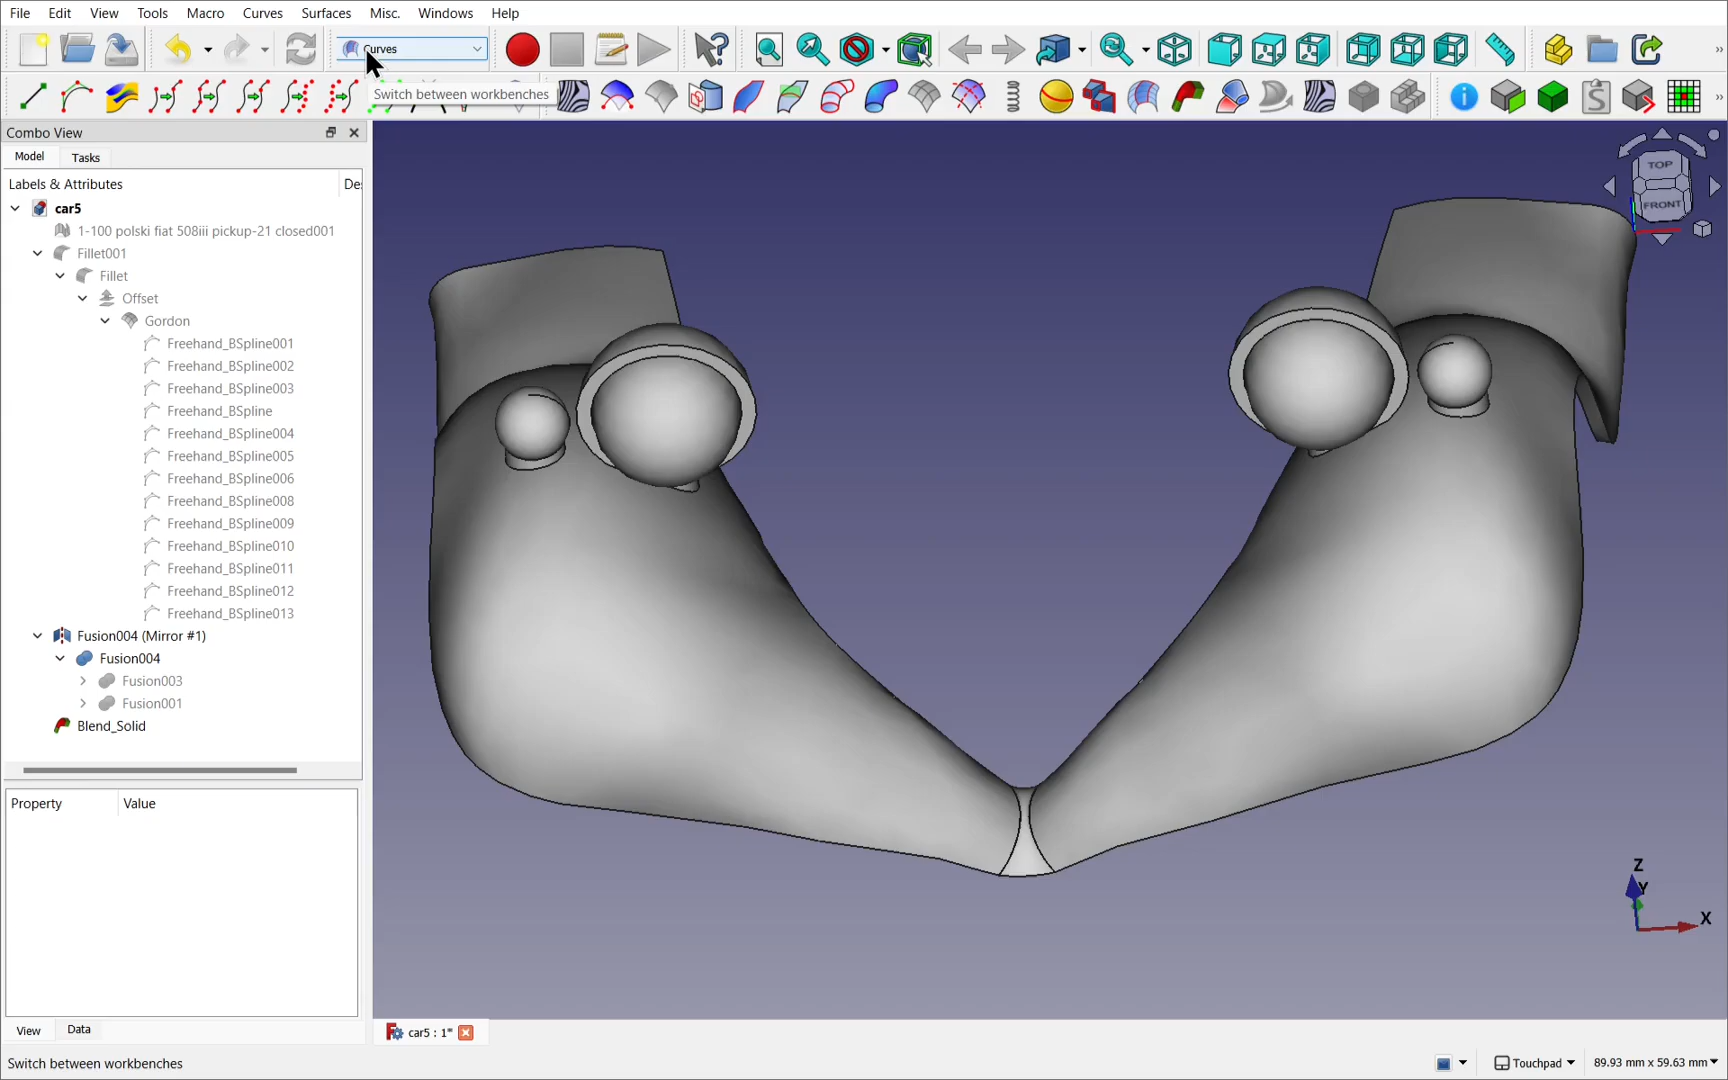 File Edit View Tools Macro Curves Surfaces Misc. Windows Help
Curves
Switch between workbenches
Combo View
Model Tasks
Labels & Attributes De
car5
1-100 polski fiat 508iii pickup-21 closed001
Fillet001
Fillet
Offset
Gordon
Freehand_BSpline001
Freehand_BSpline002
Freehand_BSpline003
Freehand_BSpline
Freehand_BSpline004
Freehand_BSpline005
Freehand_BSpline006
Freehand_BSpline008
Freehand_BSpline009
Freehand_BSpline010
Freehand_BSpline011
Freehand_BSpline012
Freehand_BSpline013
Fusion004 (Mirror #1)
Fusion004
Fusion003
Fusion001
Blend_Solid
Property Value
View Data
TOP
FRONT
Z
Y
X
car5 : 1*
Switch between workbenches
Touchpad
89.93 mm x 59.63 mm